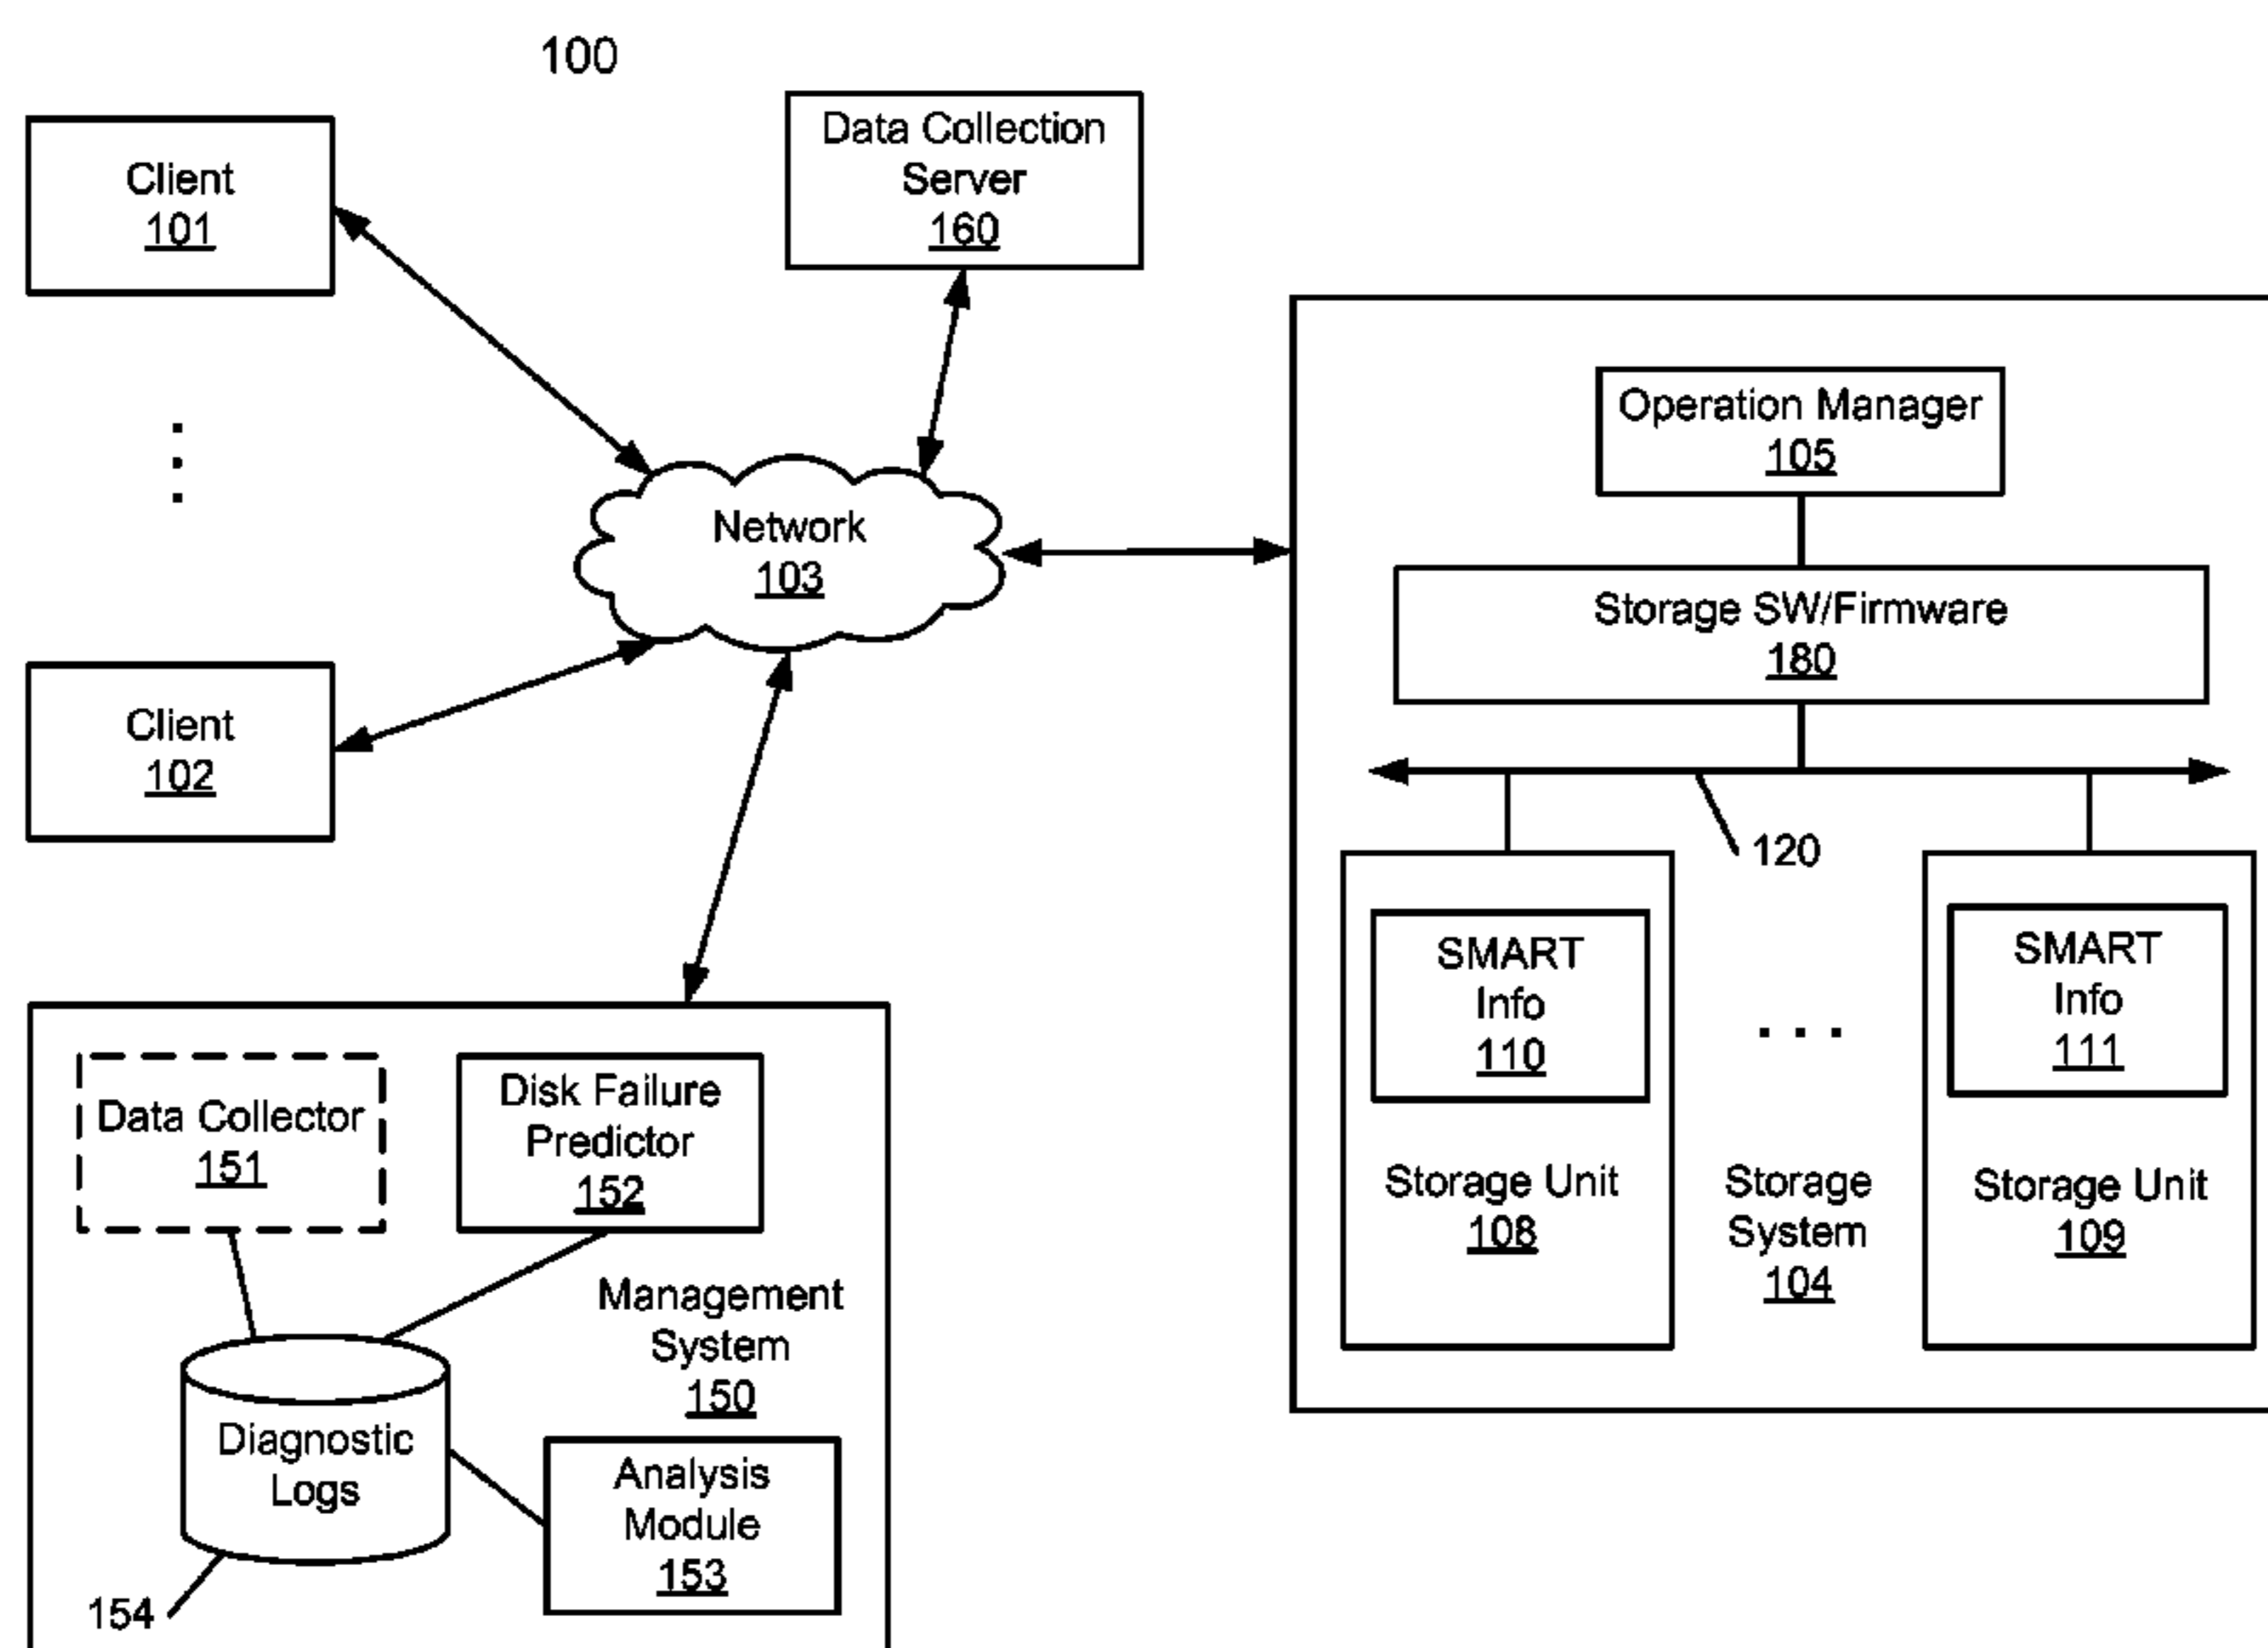 100
Client
101
Data Collection
Server
160
Client
102
Network
103
Operation Manager
105
Storage SW/Firmware
180
120
SMART
Info
110
Storage Unit
108
. . .
Storage
System
104
SMART
Info
111
Storage Unit
109
Data Collector
151
Disk Failure
Predictor
152
Management
System
150
Diagnostic
Logs
154
Analysis
Module
153